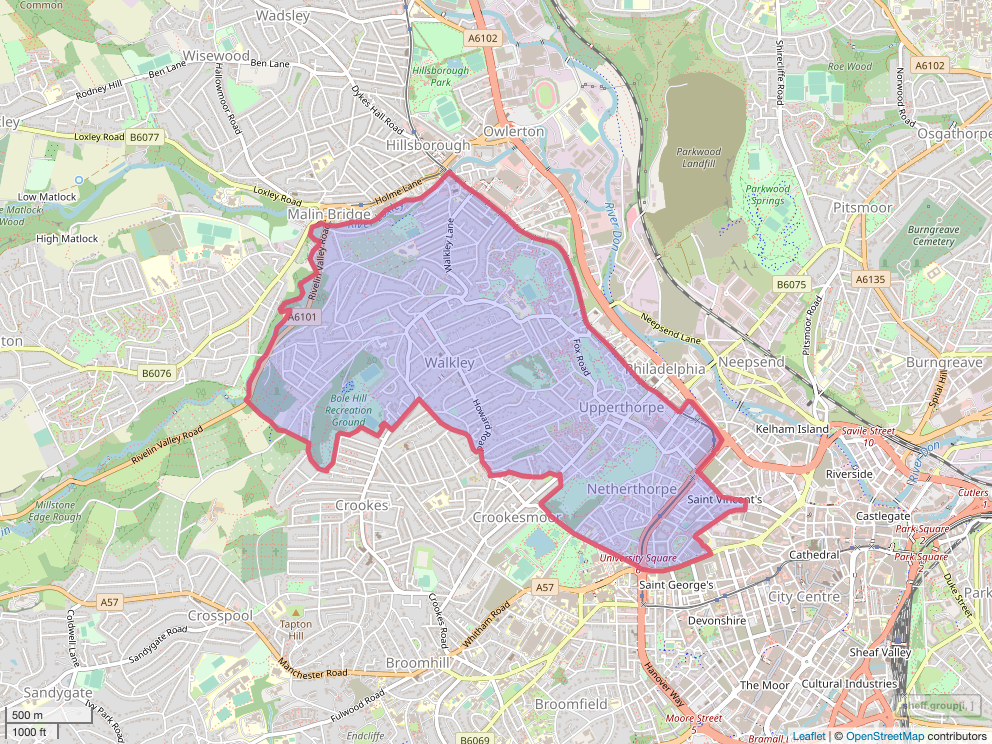 Common
Wadsley
A6102
Wisewood
Ben Lane
Ben Lane
Rodney Hill
Hallowmoor Road
Dykes Hall Road
Hillsborough
Park
Shirecliffe Road
Roe Wood
A6102
Norwood Road
ley
Loxley Road
B6077
Owlerton
Hillsborough
Osgathorpe
Parkwood
Landfill
Low Matlock
e Matlock
Wood
Loxley Road
Holme Lane
Malin Bridge
Parkwood
Springs
Pitsmoor
River Don
High Matlock
Rivelin Valley Road
Walkley Lane
Burngreave
Cemetery
A6135
B6075
A6101
Neepsend Lane
Pitsmoor Road
nton
B6076
Walkley
Fox Road
Philadelphia
Neepsend
Burngreave
Spital Hill
Bole Hill
Recreation
Ground
Howard Road
Upperthorpe
Rivelin Valley Road
Kelham Island
Savile Street
10
River Don
Riverside
Netherthorpe
Saint Vincent's
Cutlers
1
Millstone
Edge Rough
Crookes
Crookesmoor
Castlegate
Park Square
Park Square
University Square
6
Cathedral
Saint George's
A57
A57
City Centre
Park
Duke Street
Crosspool
Tapton
Hill
Crookes Road
Whitham Road
Devonshire
Coldwell Lane
Sandygate Road
Sheaf Valley
Manchester Road
Broomhill
Hanover Way
The Moor
Cultural Industries
Sandygate
Ivy Park Road
Fulwood Road
Broomfield
Moore Street
5
Endcliffe
B6069
Bramall L
500 m
1000 ft
Leaflet | © OpenStreetMap contributors